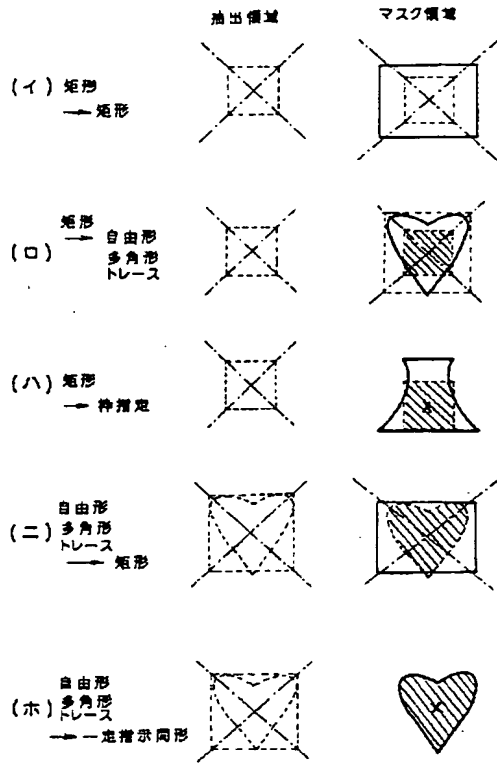 抽出領域 マスク領域
(イ) 矩形
→ 矩形
(ロ) 矩形
→ 自由形
多角形
トレース
(ハ) 矩形
→ 枠指定
(ニ) 自由形
多角形
トレース
→ 矩形
(ホ) 自由形
多角形
トレース
→ 一定指示同形